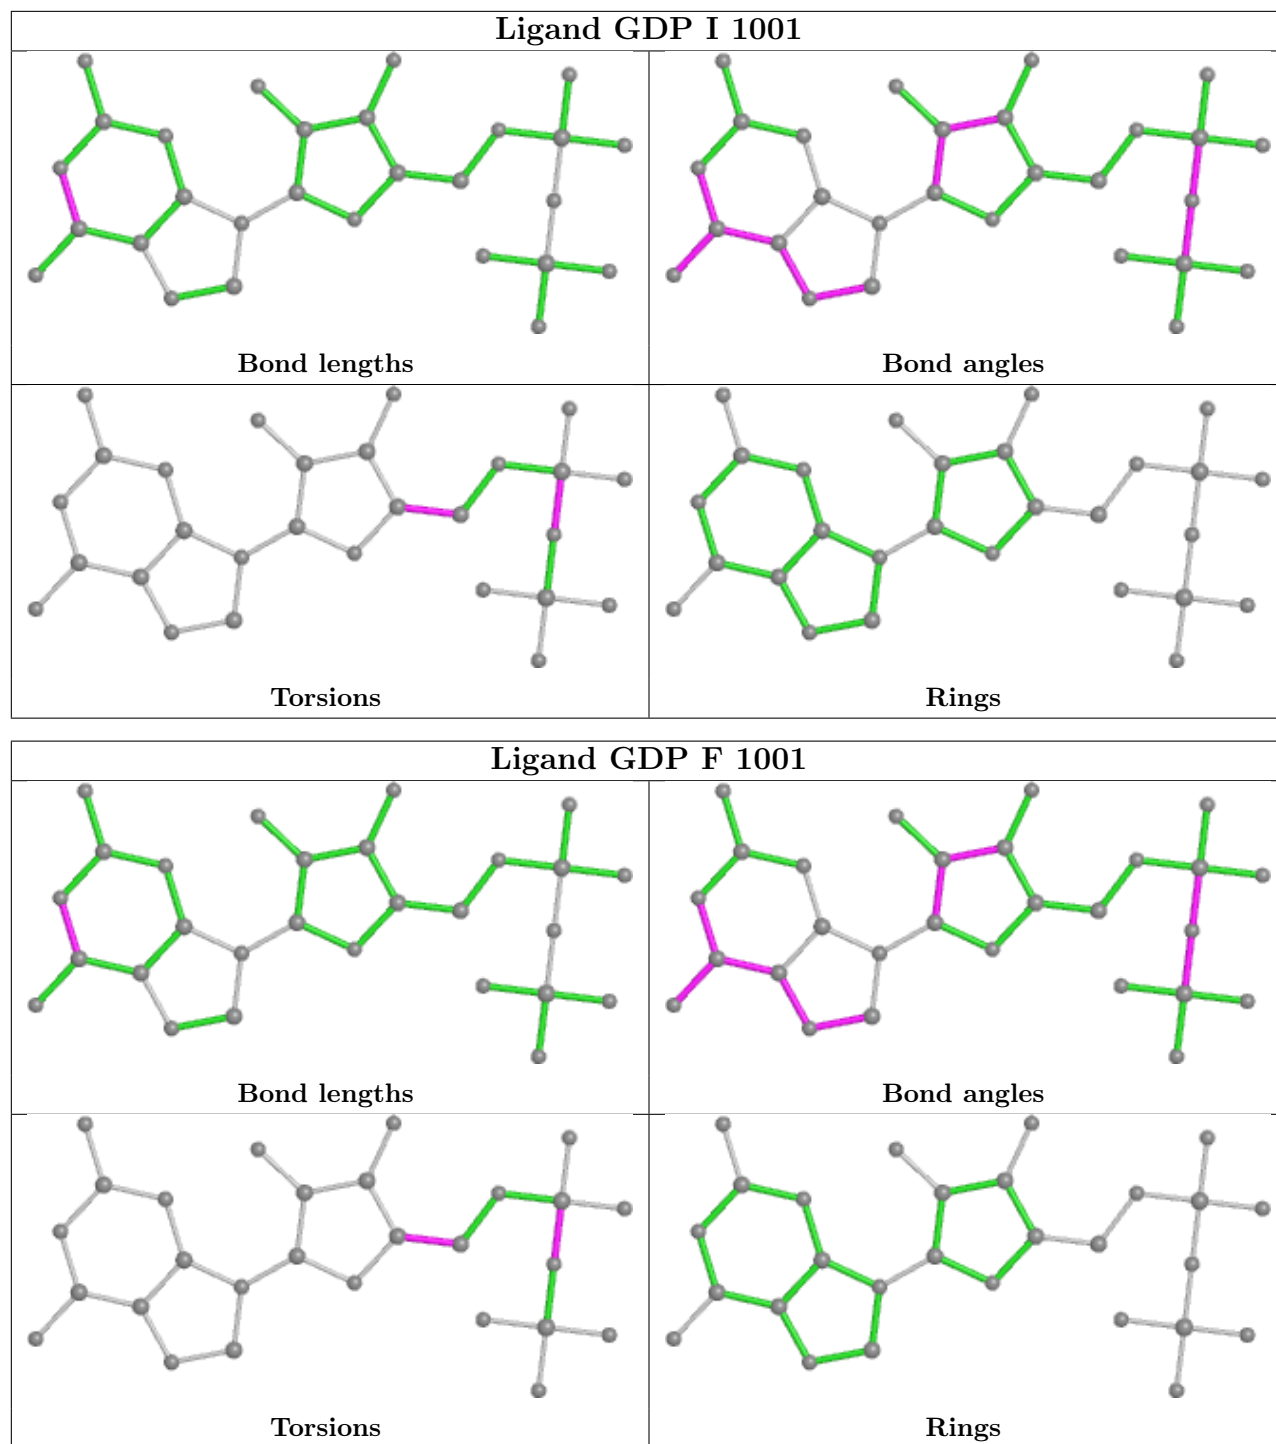 Ligand GDP I 1001
Bond lengths
Bond angles
Torsions
Rings
Ligand GDP F 1001
Bond lengths
Bond angles
Torsions
Rings